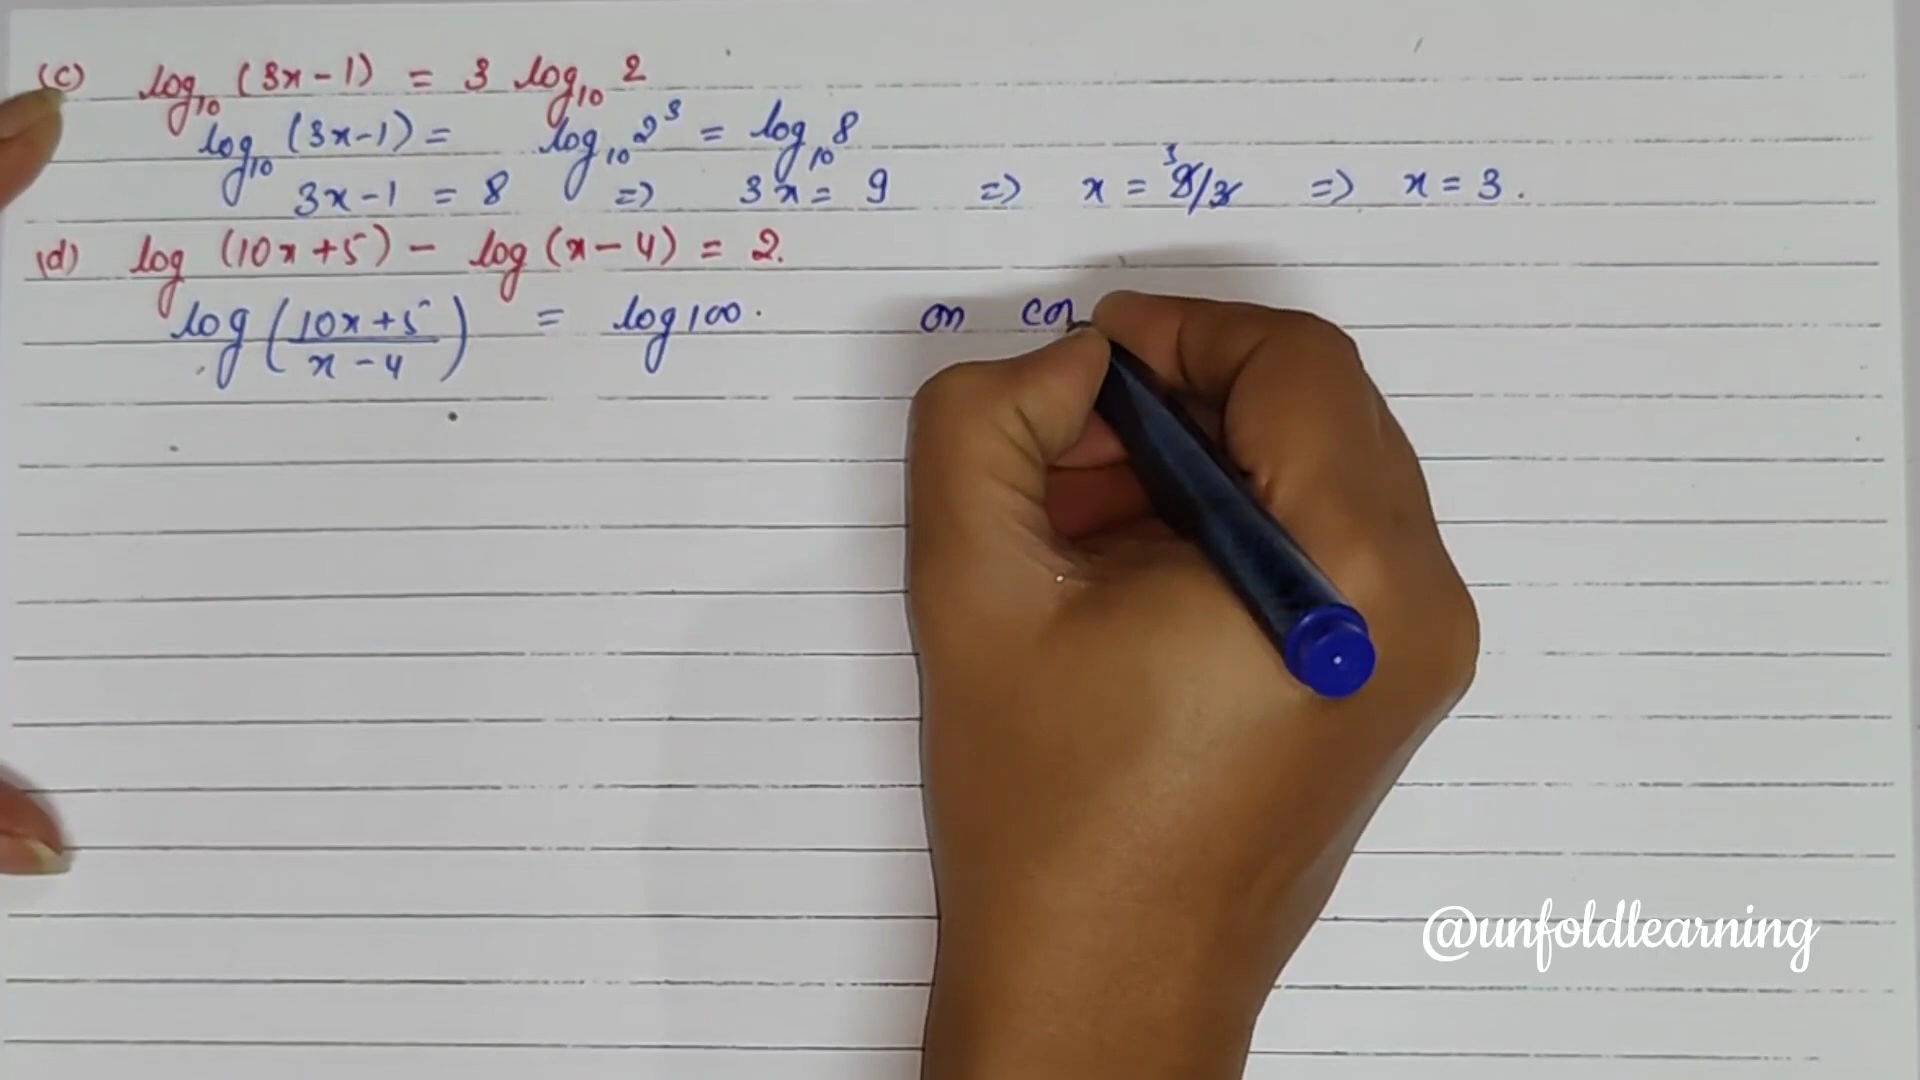 (c) log₁₀ (3x-1) = 3 log₁₀ 2
log₁₀ (3x-1) = log₁₀ 2³ = log₁₀ 8
3x-1 = 8 => 3x = 9 => x = 9/3 3 => x = 3.
(d) log (10x+5) - log (x-4) = 2.
log ((10x+5)/(x-4)) = log 100. on
@unfoldlearning